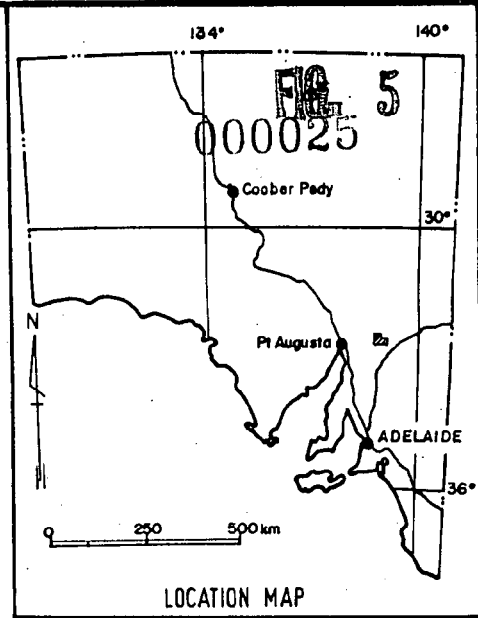 134° 140°
FIG. 5
000025
Coober Pedy
30°
N
Pt Augusta
ADELAIDE
36°
0 250 500 km
LOCATION MAP